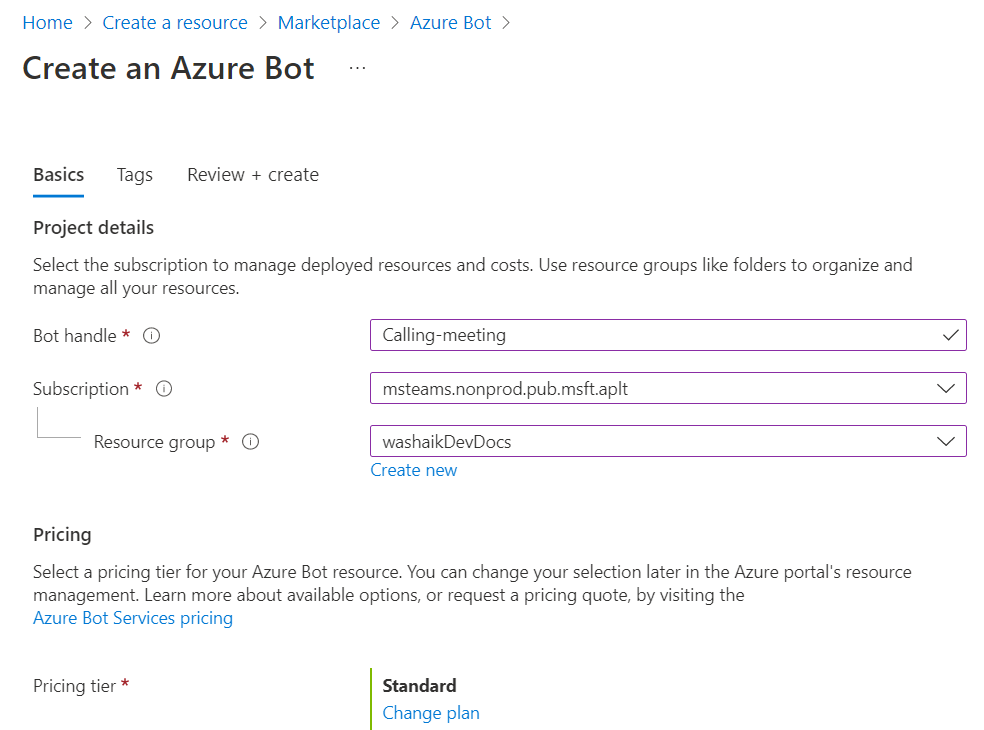 Home > Create a resource > Marketplace > Azure Bot >
Create an Azure Bot ...
Basics Tags Review + create
Project details
Select the subscription to manage deployed resources and costs. Use resource groups like folders to organize and
manage all your resources.
Bot handle * Calling-meeting
Subscription * msteams.nonprod.pub.msft.aplt
Resource group * washaikDevDocs
Create new
Pricing
Select a pricing tier for your Azure Bot resource. You can change your selection later in the Azure portal's resource
management. Learn more about available options, or request a pricing quote, by visiting the
Azure Bot Services pricing
Pricing tier * Standard
Change plan